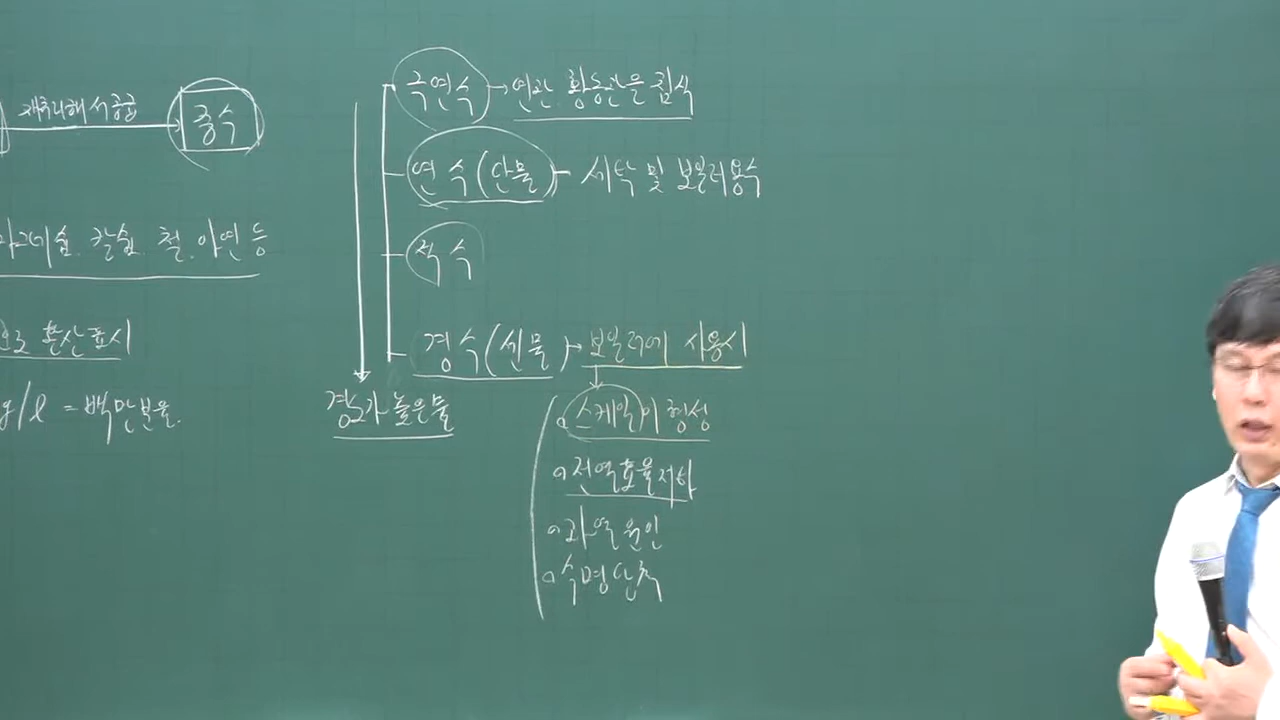 재처리해서 공급
중수
마그네슘. 칼슘. 철. 아연 등
으로 환산표시
g/l = 백만분율.
극연수 → 연관. 황동관을 침식
연수(단물) - 세탁 및 보일러용수
적수
경수(센물) → 보일러에 사용시
경도가 높은물
스케일이 형성
전열효율저하
과열 원인
수명 단축